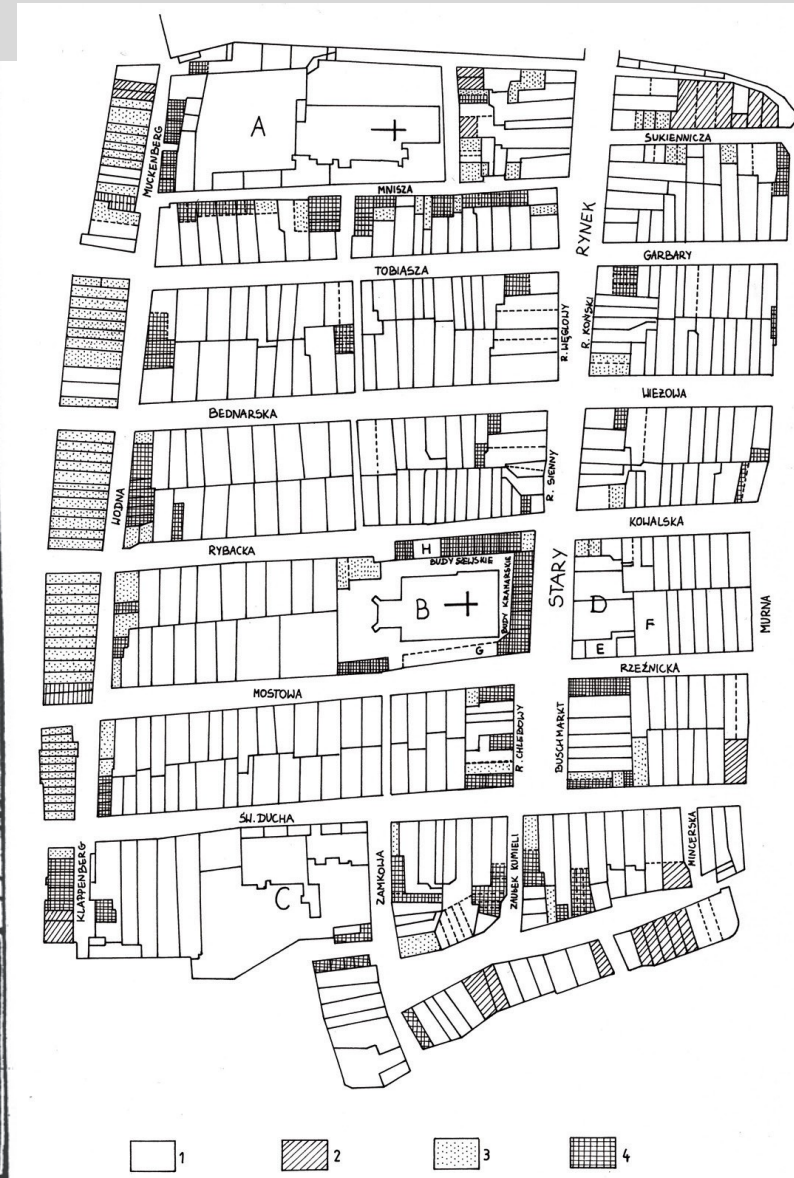 A
MUCKENBERG
SUKIENNICZA
MNISZA
RYNEK
GARBARY
TOBIASZA
R. WĘGLOWY
R. KOŃSKI
BEDNARSKA
WIEŻOWA
WODNA
R. SIENNY
KOWALSKA
RYBACKA
H
BUDY SZEWSKIE
STARY
BUDY KRAMARSKIE
B
D
F
MURNA
G
E
RZEŹNICKA
MOSTOWA
R. CHLEBOWY
BUSCHMARKT
ŚW. DUCHA
KLAPPENBERG
C
ZAMKOWA
ZAUŁEK KUMIELI
MINCERSKA
1
2
3
4